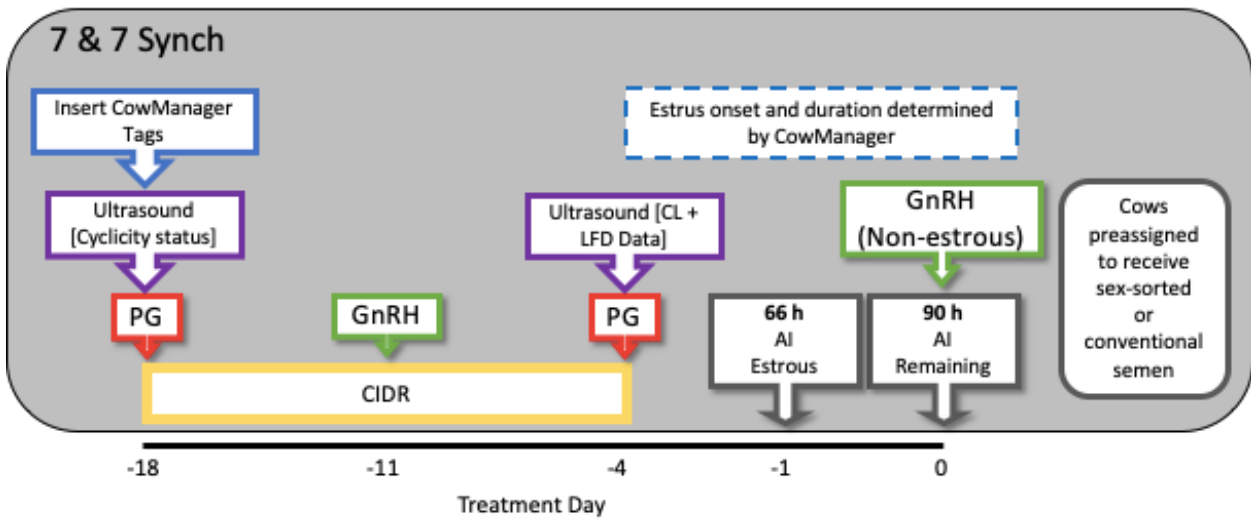 7 & 7 Synch
Insert CowManager
Tags
Estrus onset and duration determined
by CowManager
Ultrasound
[Cyclicity status]
Ultrasound [CL +
LFD Data]
GnRH
(Non-estrous)
Cows
preassigned
to receive
sex-sorted
or
conventional
semen
PG
GnRH
PG
66 h
AI
Estrous
90 h
AI
Remaining
CIDR
-18
-11
-4
-1
0
Treatment Day